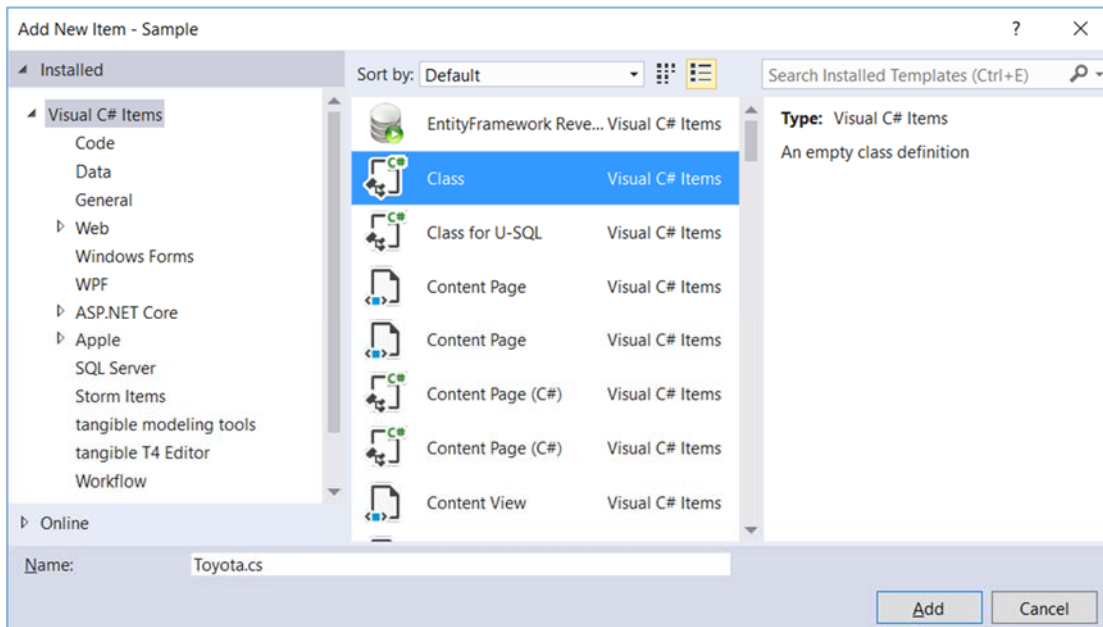 Add New Item - Sample
?
Installed
Sort by: Default
Search Installed Templates (Ctrl+E)
Visual C# Items
Code
Data
General
Web
Windows Forms
WPF
ASP.NET Core
Apple
SQL Server
Storm Items
tangible modeling tools
tangible T4 Editor
Workflow
Online
EntityFramework Reve... Visual C# Items
C# Class Visual C# Items
C# Class for U-SQL Visual C# Items
Content Page Visual C# Items
Content Page Visual C# Items
C# Content Page (C#) Visual C# Items
C# Content Page (C#) Visual C# Items
Content View Visual C# Items
Type: Visual C# Items
An empty class definition
Name: Toyota.cs
Add Cancel